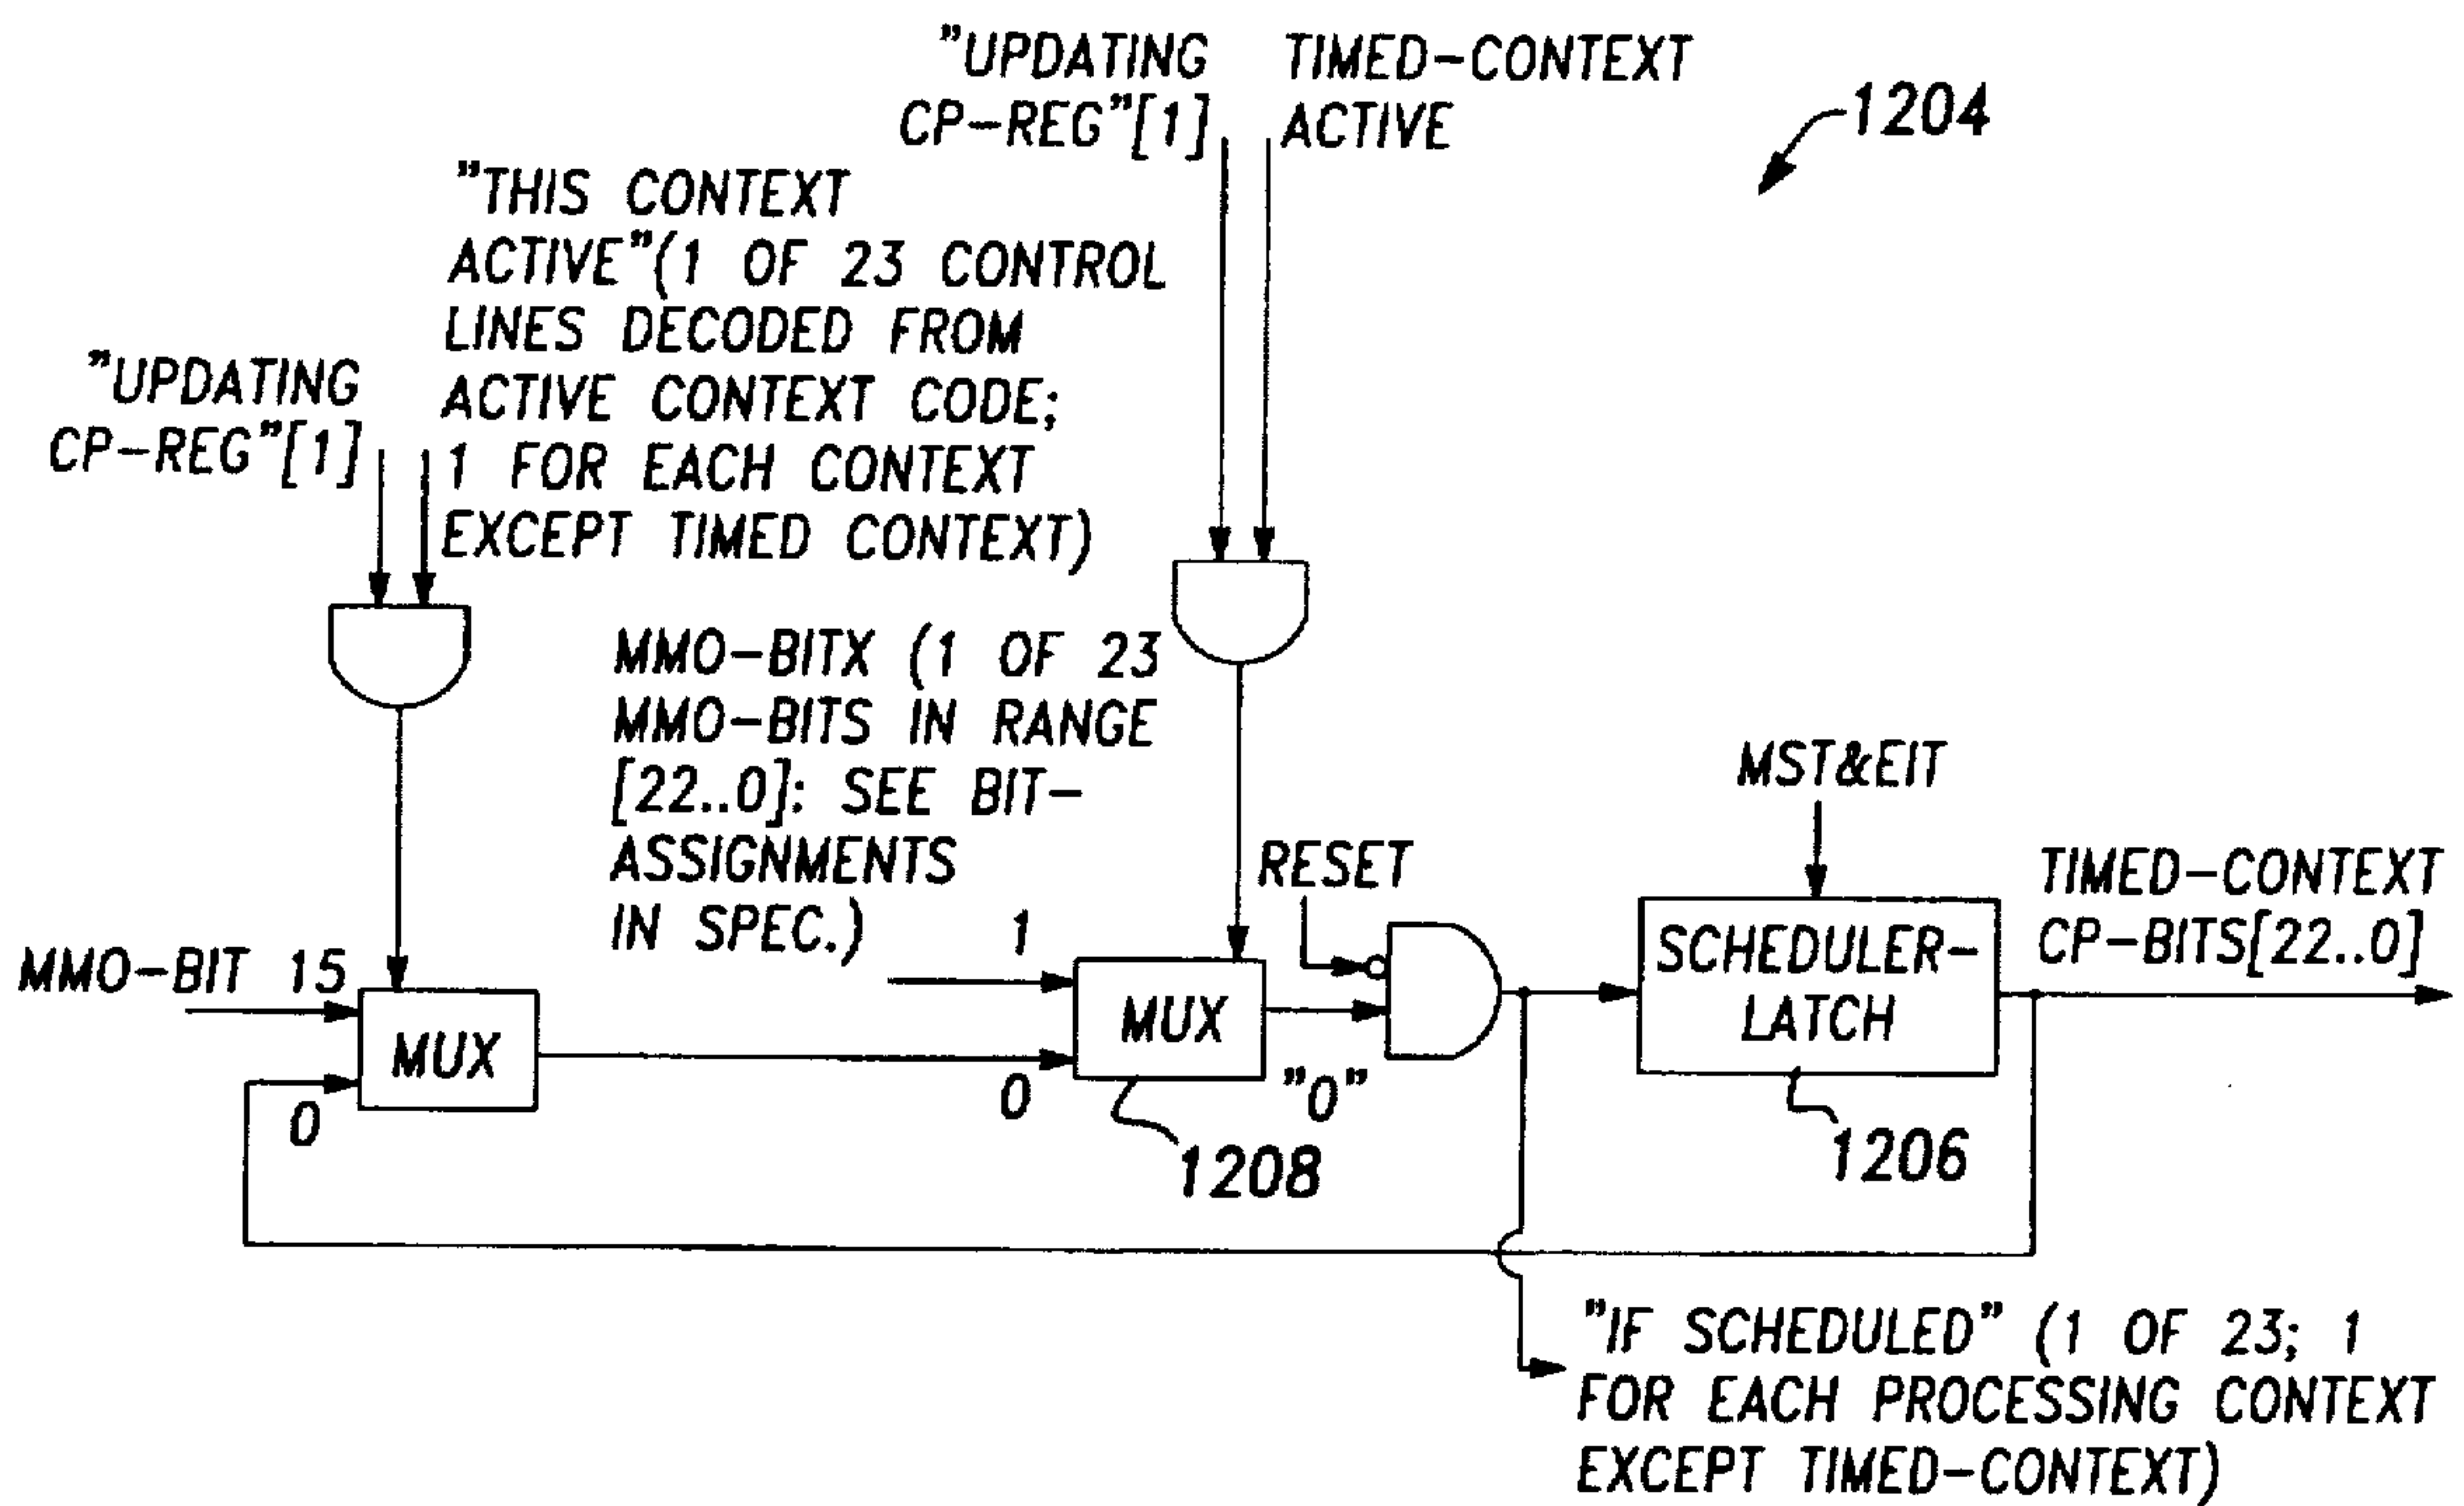 "UPDATING
CP-REG"[1]
TIMED-CONTEXT
ACTIVE
1204
"THIS CONTEXT
ACTIVE"(1 OF 23 CONTROL
LINES DECODED FROM
ACTIVE CONTEXT CODE;
1 FOR EACH CONTEXT
EXCEPT TIMED CONTEXT)
"UPDATING
CP-REG"[1]
MMO-BITX (1 OF 23
MMO-BITS IN RANGE
[22..0]: SEE BIT-
ASSIGNMENTS
IN SPEC.)
MST&EIT
RESET
TIMED-CONTEXT
CP-BITS[22..0]
MMO-BIT 15
1
MUX
0
MUX
0
"0"
SCHEDULER-
LATCH
1208
1206
"IF SCHEDULED" (1 OF 23; 1
FOR EACH PROCESSING CONTEXT
EXCEPT TIMED-CONTEXT)